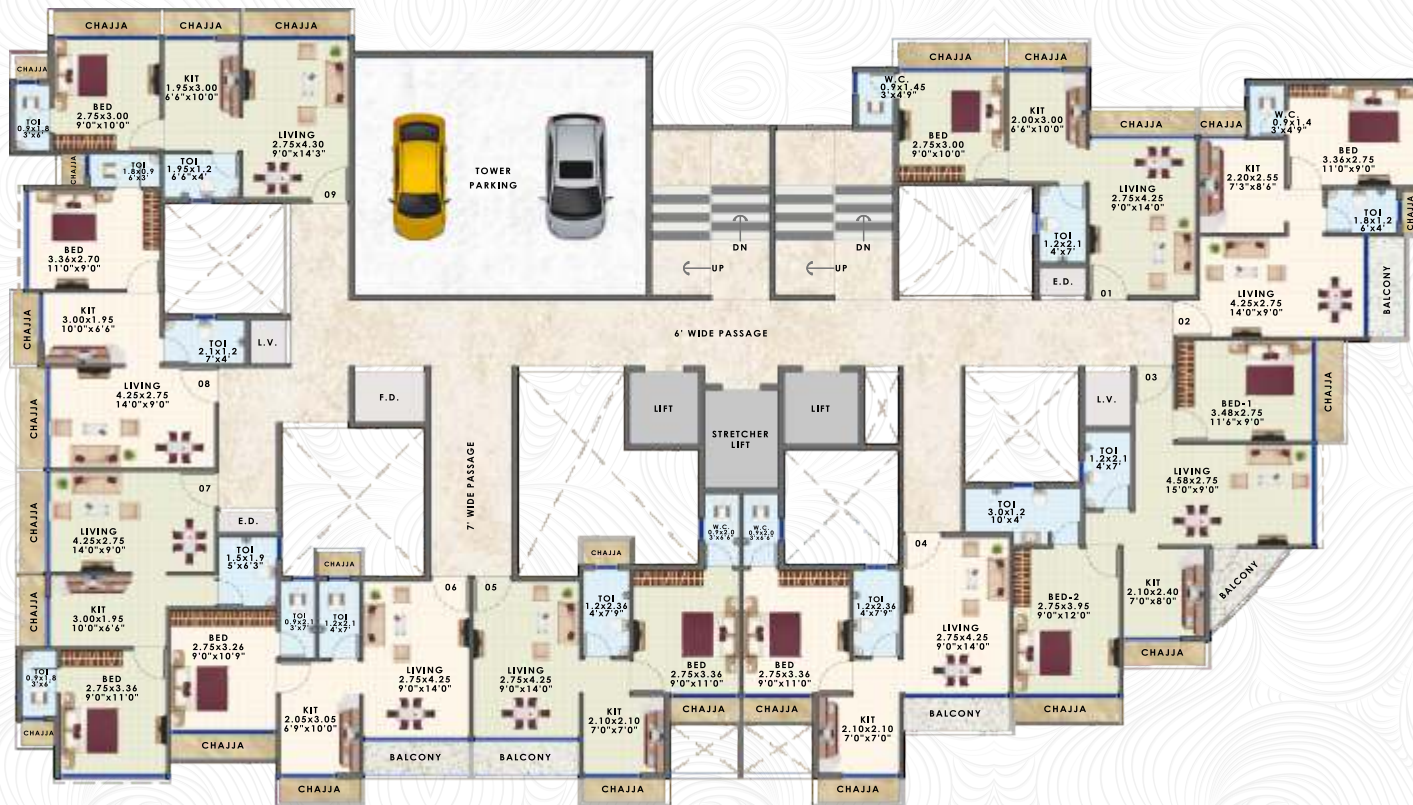 CHAJJA
CHAJJA
CHAJJA
CHAJJA
TOI
0.9x1.8
3'x6'
BED
2.75x3.00
9'0"x10'0"
KIT
1.95x3.00
6'6"x10'0"
LIVING
2.75x4.30
9'0"x14'3"
CHAJJA
TOI
1.8x0.9
6'x3'
TOI
1.95x1.2
6'6"x4'
09
TOWER
PARKING
DN
DN
UP
UP
CHAJJA
CHAJJA
W.C.
0.9x1.45
3'x4'9"
BED
2.75x3.00
9'0"x10'0"
KIT
2.00x3.00
6'6"x10'0"
CHAJJA
CHAJJA
LIVING
2.75x4.25
9'0"x14'0"
TOI
1.2x2.1
4'x7'
E.D.
01
W.C.
0.9x1.4
3'x4'9"
BED
3.36x2.75
11'0"x9'0"
KIT
2.20x2.55
7'3"x8'6"
TOI
1.8x1.2
6'x4'
CHAJJA
LIVING
4.25x2.75
14'0"x9'0"
BALCONY
02
BED
3.36x2.70
11'0"x9'0"
CHAJJA
KIT
3.00x1.95
10'0"x6'6"
TOI
2.1x1.2
7'x4'
L.V.
6' WIDE PASSAGE
CHAJJA
LIVING
4.25x2.75
14'0"x9'0"
08
F.D.
7' WIDE PASSAGE
LIFT
STRETCHER
LIFT
LIFT
03
L.V.
BED-1
3.48x2.75
11'6"x9'0"
CHAJJA
TOI
1.2x2.1
4'x7'
LIVING
4.58x2.75
15'0"x9'0"
TOI
3.0x1.2
10'x4'
CHAJJA
07
LIVING
4.25x2.75
14'0"x9'0"
E.D.
TOI
1.5x1.9
5'x6'3"
CHAJJA
KIT
3.00x1.95
10'0"x6'6"
TOI
0.9x1.8
3'x6'
BED
2.75x3.36
9'0"x11'0"
CHAJJA
BED
2.75x3.26
9'0"x10'9"
CHAJJA
CHAJJA
TOI
0.9x2.1
3'x7'
TOI
1.2x2.1
4'x7'
KIT
2.05x3.05
6'9"x10'0"
CHAJJA
06
LIVING
2.75x4.25
9'0"x14'0"
BALCONY
05
LIVING
2.75x4.25
9'0"x14'0"
BALCONY
CHAJJA
TOI
1.2x2.36
4'x7'9"
KIT
2.10x2.10
7'0"x7'0"
CHAJJA
W.C.
0.9x2.0
3'x6'6"
W.C.
0.9x2.0
3'x6'6"
BED
2.75x3.36
9'0"x11'0"
CHAJJA
BED
2.75x3.36
9'0"x11'0"
CHAJJA
TOI
1.2x2.36
4'x7'9"
KIT
2.10x2.10
7'0"x7'0"
CHAJJA
04
LIVING
2.75x4.25
9'0"x14'0"
BALCONY
BED-2
2.75x3.95
9'0"x12'0"
CHAJJA
KIT
2.10x2.40
7'0"x8'0"
CHAJJA
BALCONY